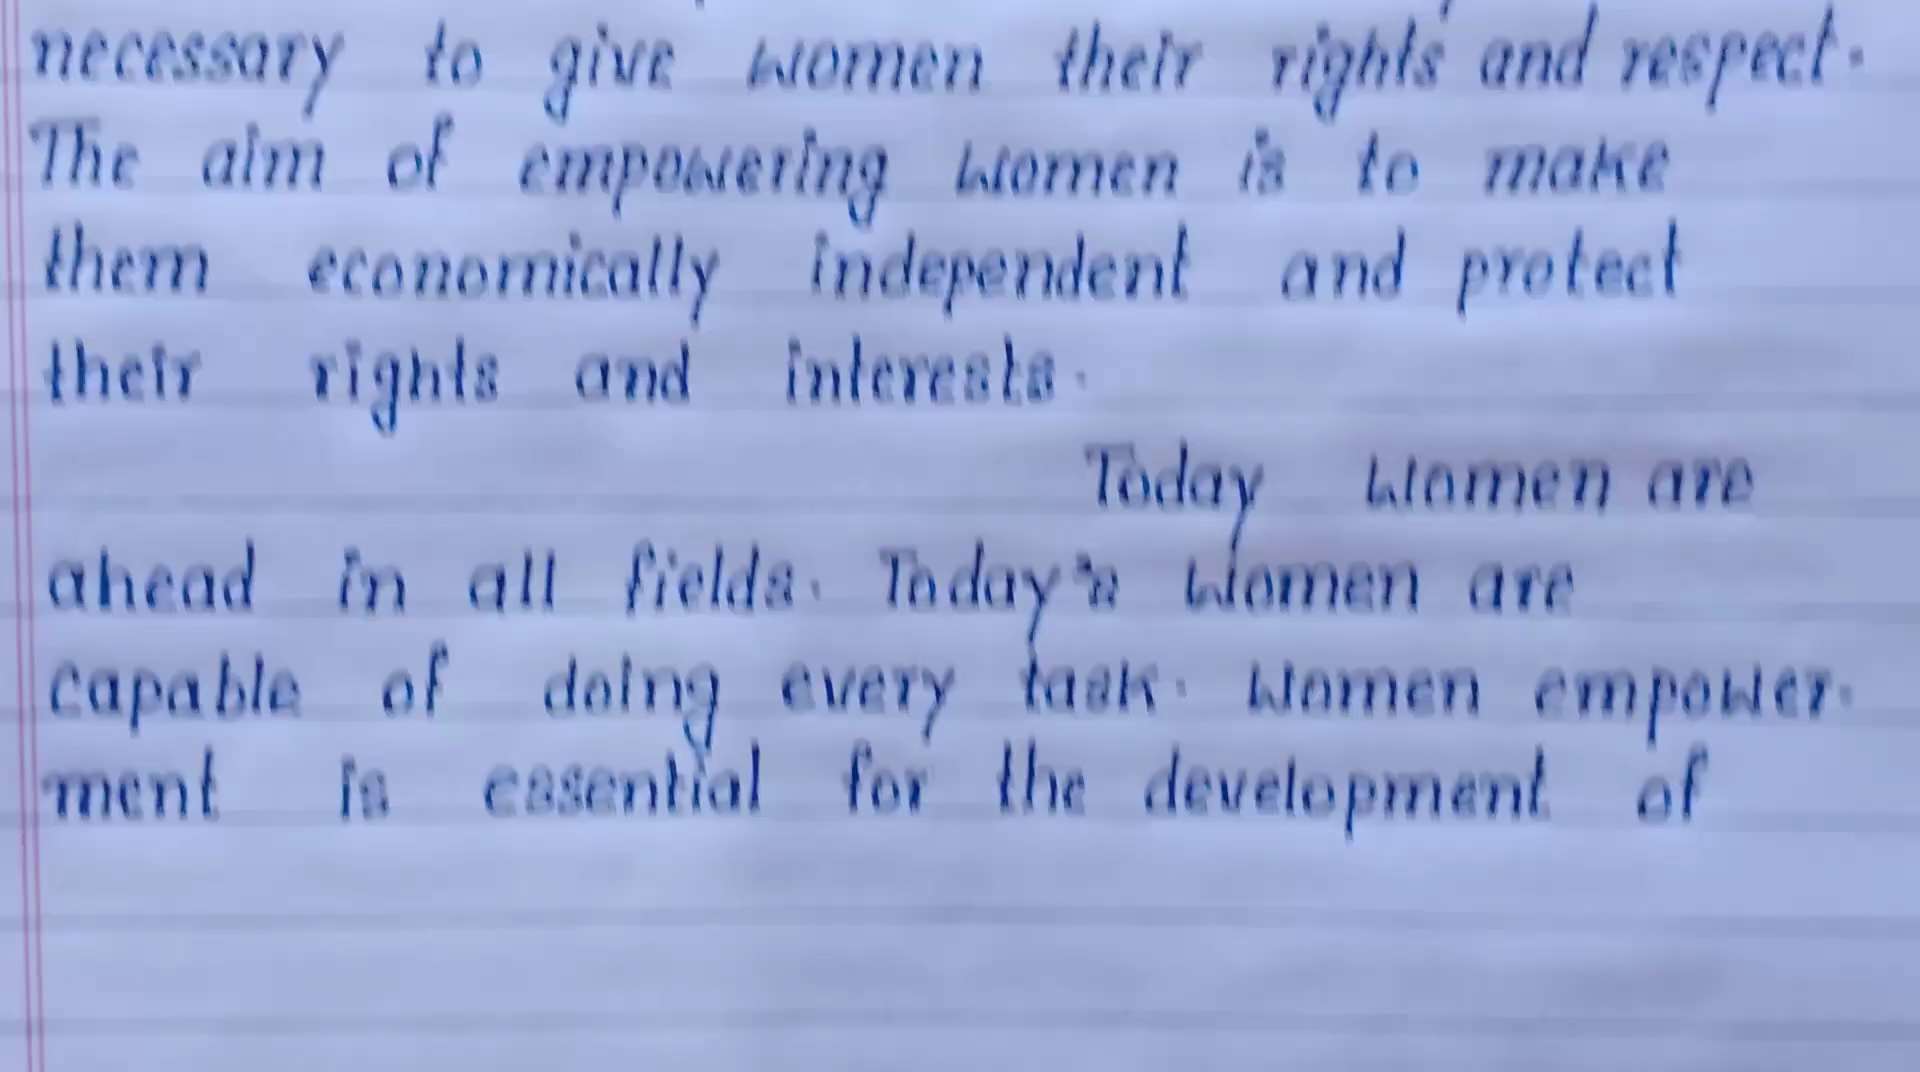 necessary to give women their rights and respect.
The aim of empowering women is to make
them economically independent and protect
their rights and interests.
Today Women are
ahead in all fields. Today's Women are
capable of doing every task. Women empower-
ment is essential for the development of